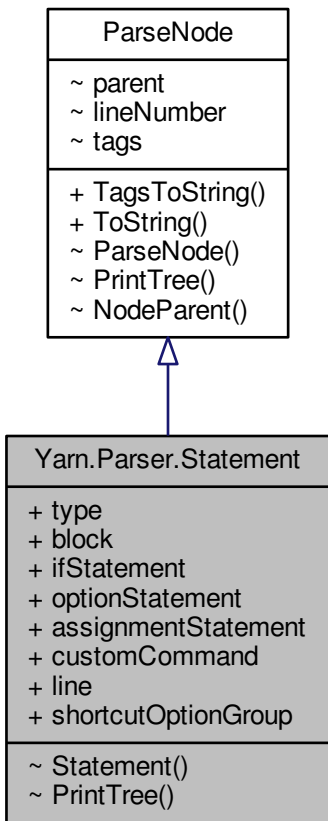 ParseNode
~ parent
~ lineNumber
~ tags
+ TagsToString()
+ ToString()
~ ParseNode()
~ PrintTree()
~ NodeParent()
Yarn.Parser.Statement
+ type
+ block
+ ifStatement
+ optionStatement
+ assignmentStatement
+ customCommand
+ line
+ shortcutOptionGroup
~ Statement()
~ PrintTree()